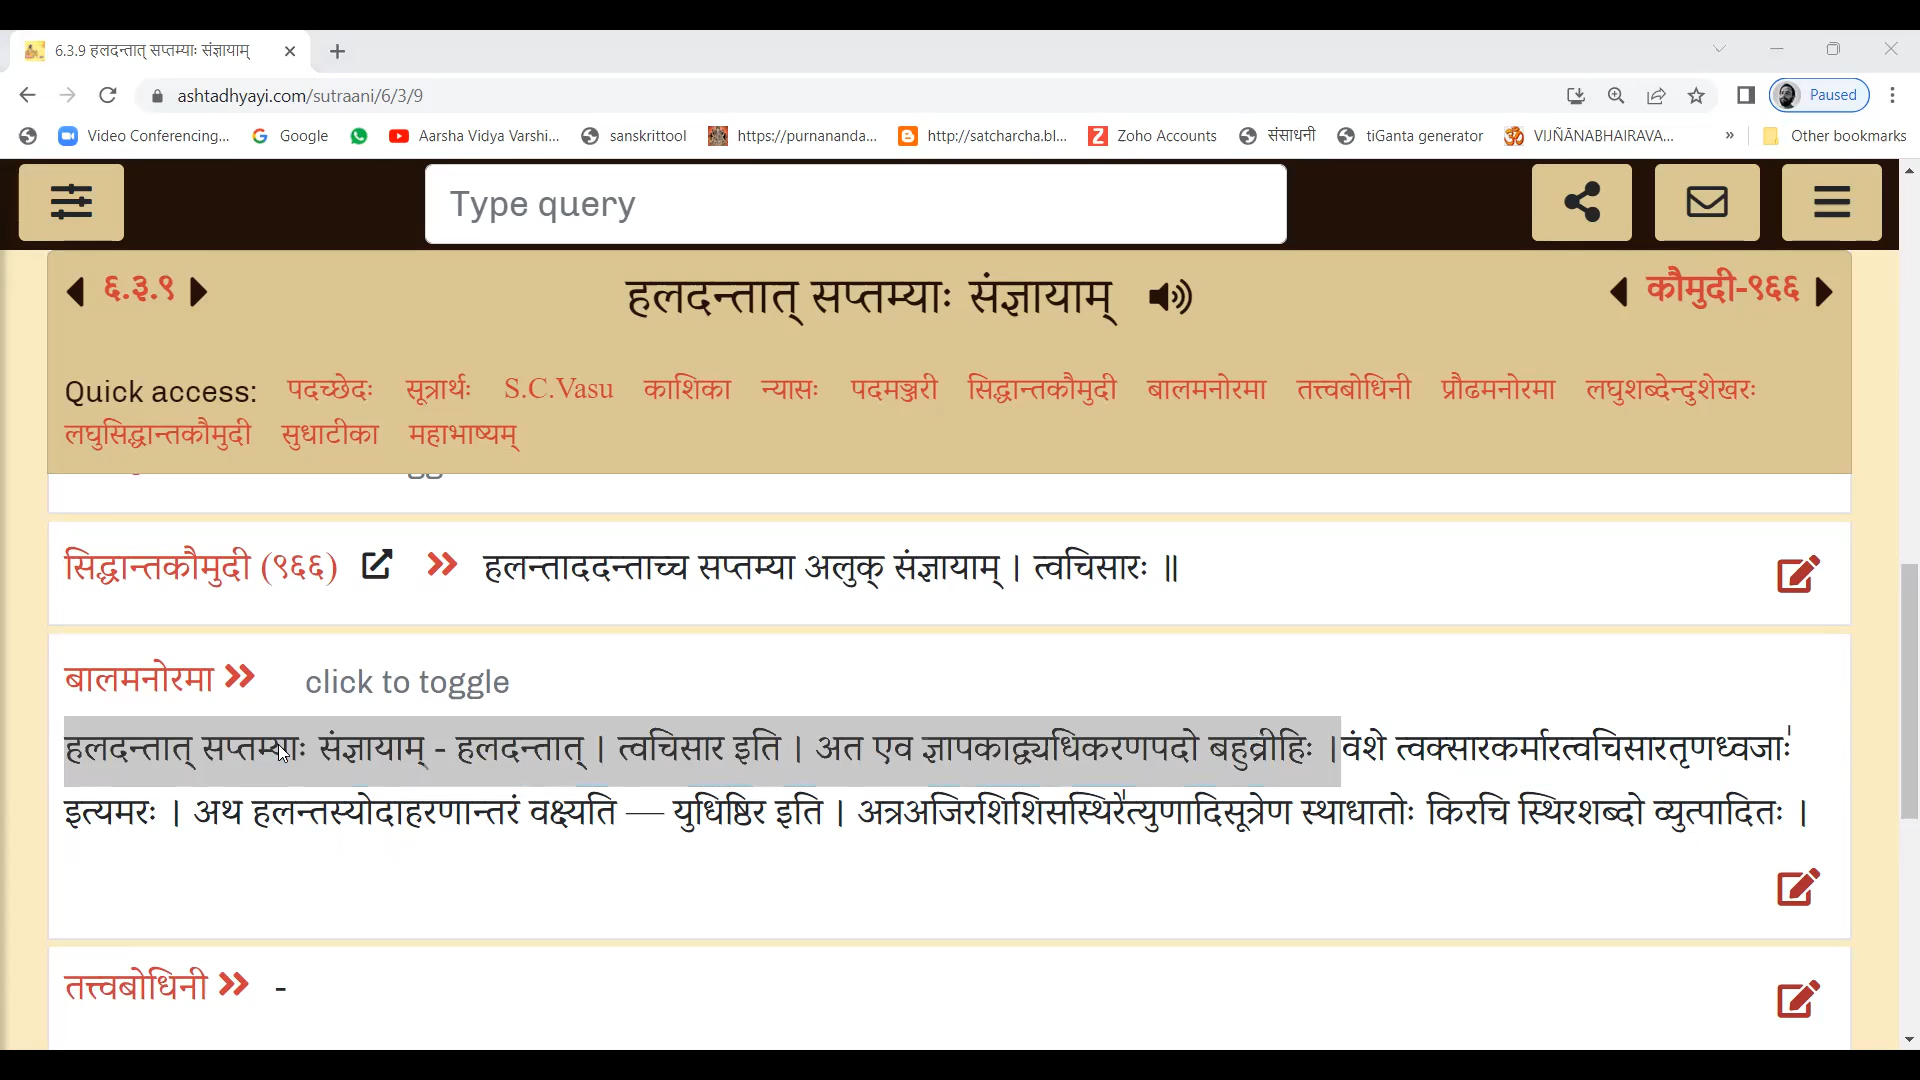 6.3.9 हलदन्तात् सप्तम्याः संज्ञायाम्
ashtadhyayi.com/sutraani/6/3/9
Paused
Video Conferencing...
Google
Aarsha Vidya Varshi...
sanskrittool
https://purnananda...
http://satcharcha.bl...
Zoho Accounts
संसाधनी
tiGanta generator
VIJÑĀNABHAIRAVA...
»
Other bookmarks
Type query
६.३.९
हलदन्तात् सप्तम्याः संज्ञायाम्
कौमुदी-९६६
Quick access: पदच्छेदः सूत्रार्थः S.C.Vasu काशिका न्यासः पदमञ्जरी सिद्धान्तकौमुदी बालमनोरमा तत्त्वबोधिनी प्रौढमनोरमा लघुशब्देन्दुशेखरः
लघुसिद्धान्तकौमुदी सुधाटीका महाभाष्यम्
सिद्धान्तकौमुदी (९६६) हलन्ताददन्ताच्च सप्तम्या अलुक् संज्ञायाम् । त्वचिसारः ॥
बालमनोरमा click to toggle
हलदन्तात् सप्तम्याः संज्ञायाम् - हलदन्तात् । त्वचिसार इति । अत एव ज्ञापकाद्व्यधिकरणपदो बहुव्रीहिः ।वंशे त्वक्सारकर्मारत्वचिसारतृणध्वजाः॑
इत्यमरः । अथ हलन्तस्योदाहरणान्तरं वक्ष्यति — युधिष्ठिर इति । अत्रअजिरशिशिसस्थिरे॑त्युणादिसूत्रेण स्थाधातोः किरचि स्थिरशब्दो व्युत्पादितः ।
तत्त्वबोधिनी -